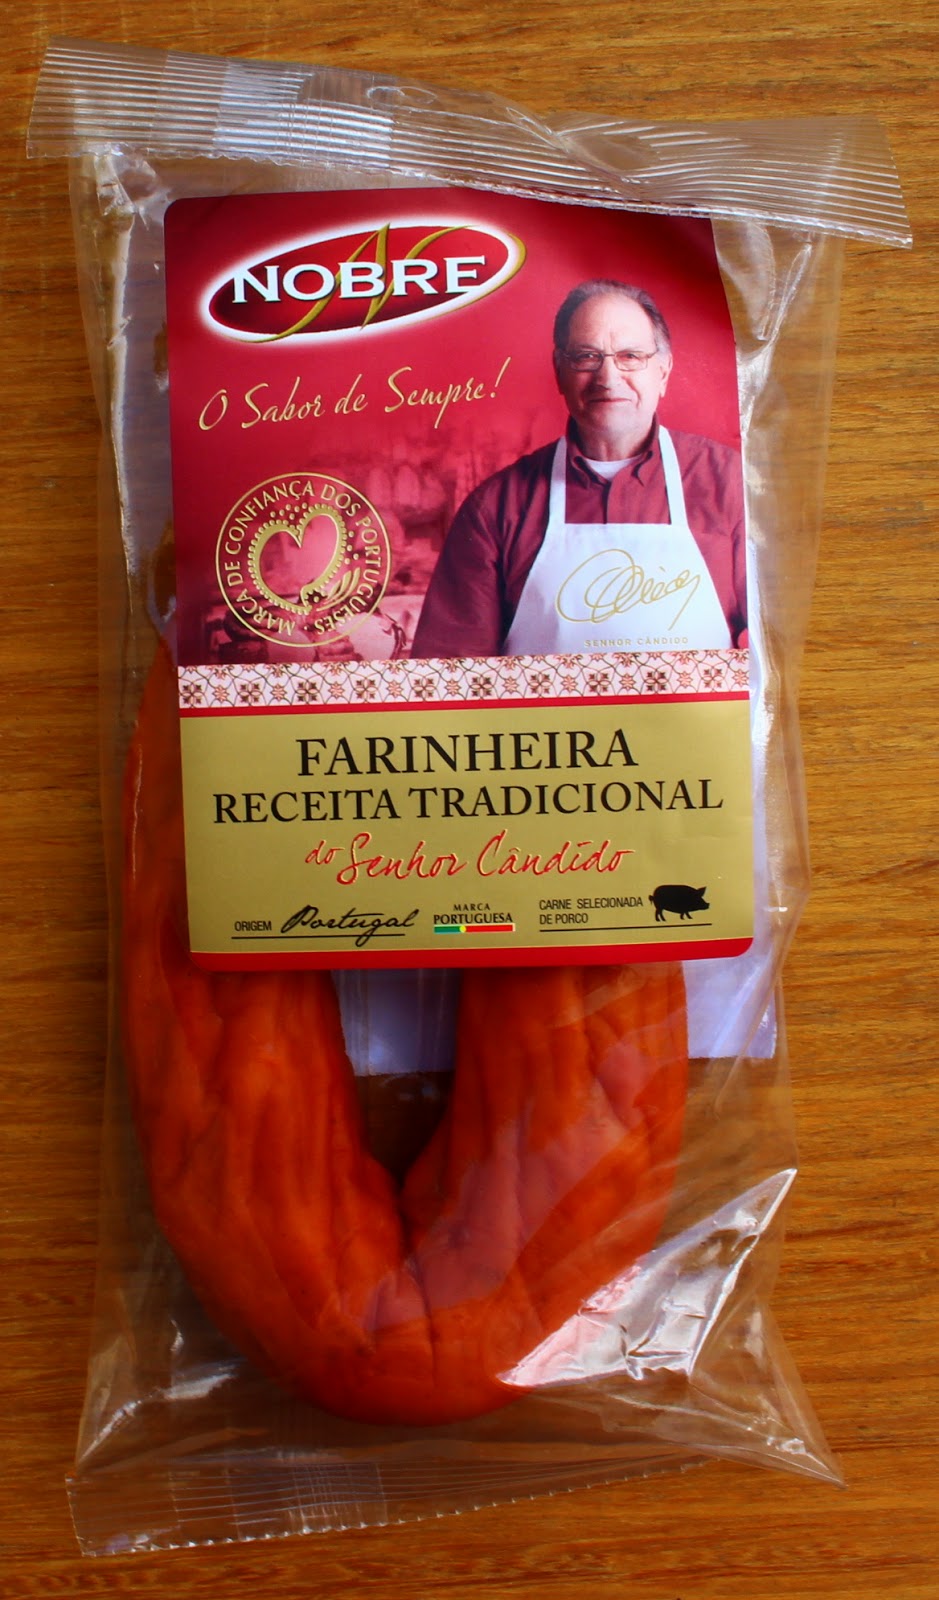 NOBRE
O Sabor de Sempre!
MARCA DE CONFIANÇA DOS PORTUGUESES ·
SENHOR CÂNDIDO
FARINHEIRA
RECEITA TRADICIONAL
do Senhor Cândido
ORIGEM Portugal
MARCA
PORTUGUESA
CARNE SELECIONADA
DE PORCO